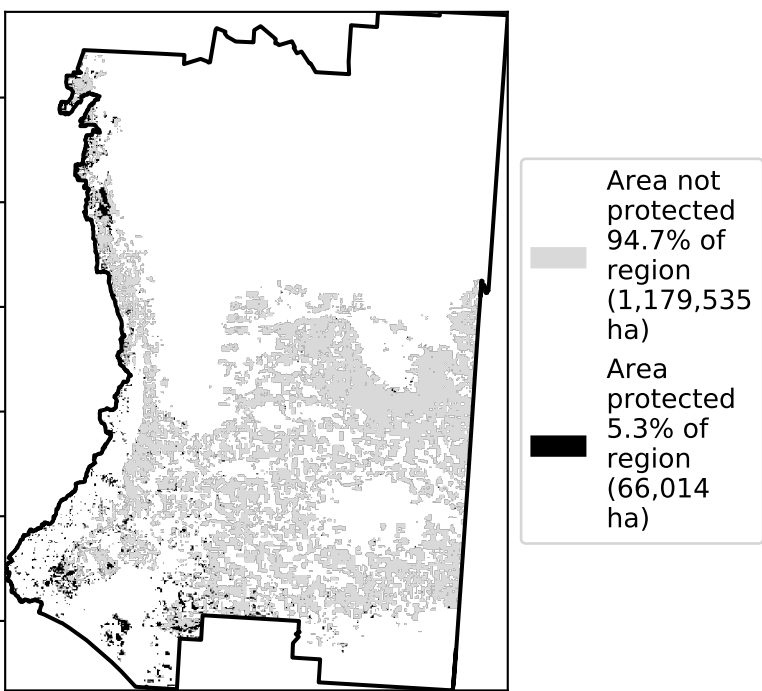 Area not
protected
94.7% of
region
(1,179,535
ha)
Area
protected
5.3% of
region
(66,014
ha)